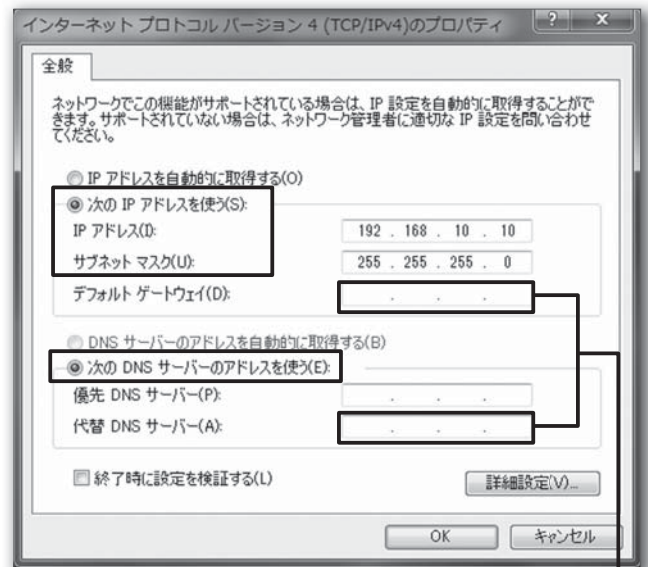 インターネット プロトコル バージョン 4 (TCP/IPv4)のプロパティ
? x
全般
ネットワークでこの機能がサポートされている場合は、IP 設定を自動的に取得することがで
きます。サポートされていない場合は、ネットワーク管理者に適切な IP 設定を問い合わせ
てください。
IP アドレスを自動的に取得する(O)
次の IP アドレスを使う(S):
IP アドレス(I): 192 . 168 . 10 . 10
サブネット マスク(U): 255 . 255 . 255 . 0
デフォルト ゲートウェイ(D): . . .
DNS サーバーのアドレスを自動的に取得する(B)
次の DNS サーバーのアドレスを使う(E):
優先 DNS サーバー(P): . . .
代替 DNS サーバー(A): . . .
終了時に設定を検証する(L)
詳細設定(V)...
OK キャンセル